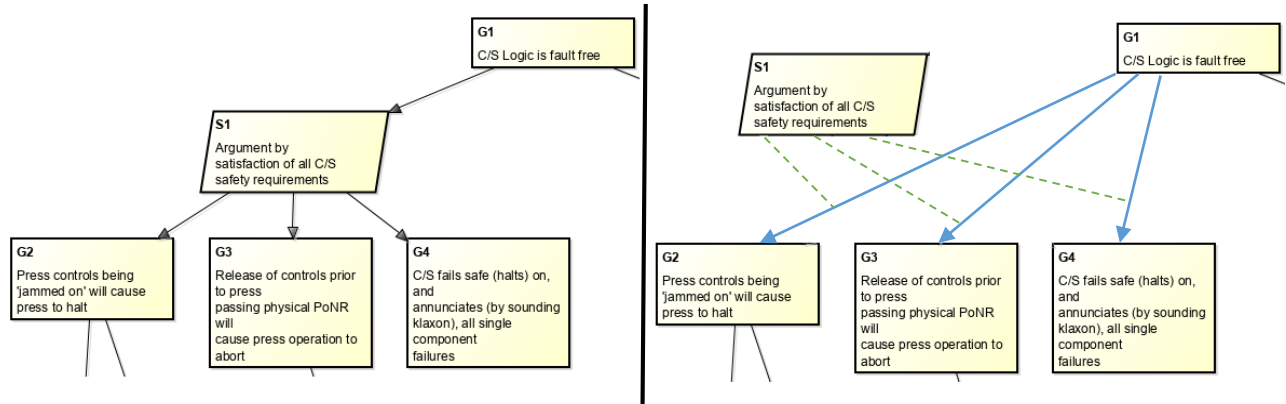 G1
C/S Logic is fault free
S1
Argument by
satisfaction of all C/S
safety requirements
G2
Press controls being
'jammed on' will cause
press to halt
G3
Release of controls prior
to press
passing physical PoNR
will
cause press operation to
abort
G4
C/S fails safe (halts) on,
and
annunciates (by sounding
klaxon), all single
component
failures
G1
C/S Logic is fault free
S1
Argument by
satisfaction of all C/S
safety requirements
G2
Press controls being
'jammed on' will cause
press to halt
G3
Release of controls prior
to press
passing physical PoNR
will
cause press operation to
abort
G4
C/S fails safe (halts) on,
and
annunciates (by sounding
klaxon), all single
component
failures